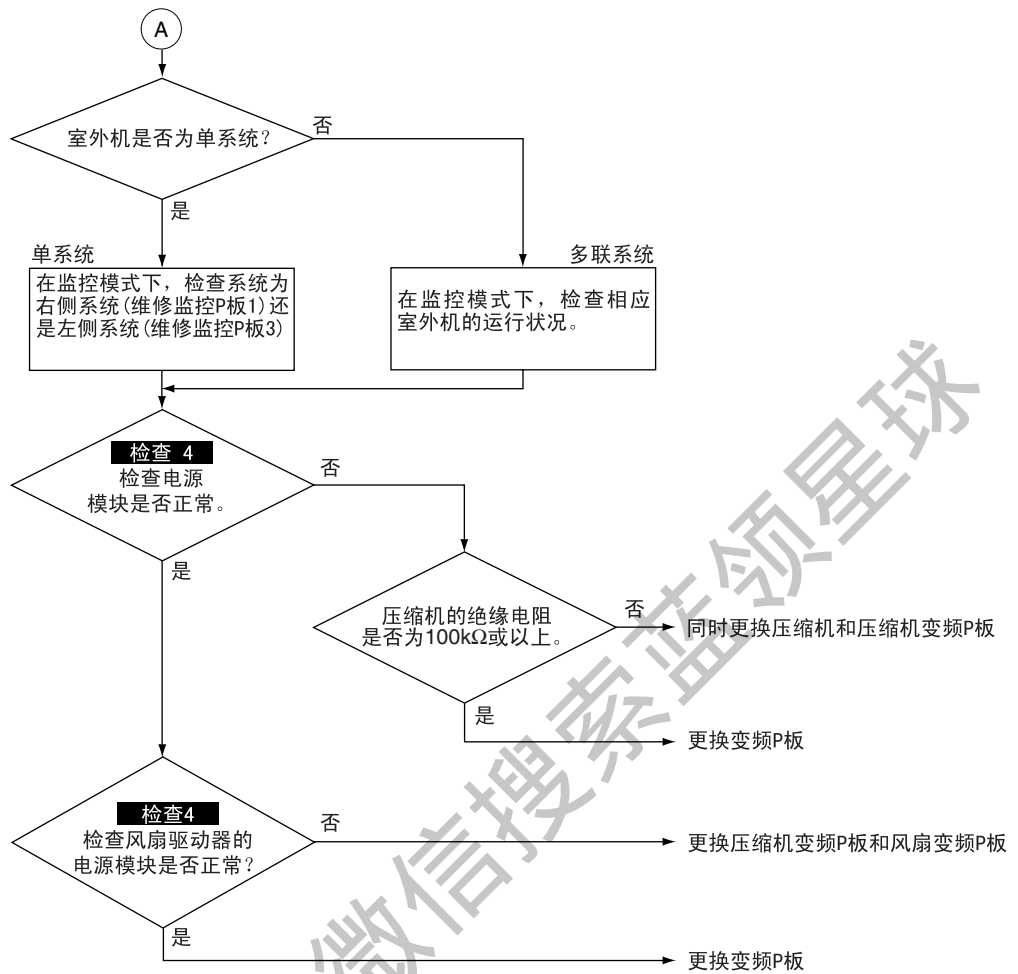 A
室外机是否为单系统?
否
是
单系统
在监控模式下，检查系统为
右侧系统(维修监控P板1)还
是左侧系统(维修监控P板3)
多联系统
在监控模式下，检查相应
室外机的运行状况。
检查 4
检查电源
模块是否正常。
否
是
压缩机的绝缘电阻
是否为100kΩ或以上。
否
同时更换压缩机和压缩机变频P板
是
更换变频P板
检查4
检查风扇驱动器的
电源模块是否正常?
否
更换压缩机变频P板和风扇变频P板
是
更换变频P板
微信搜索蓝领星球